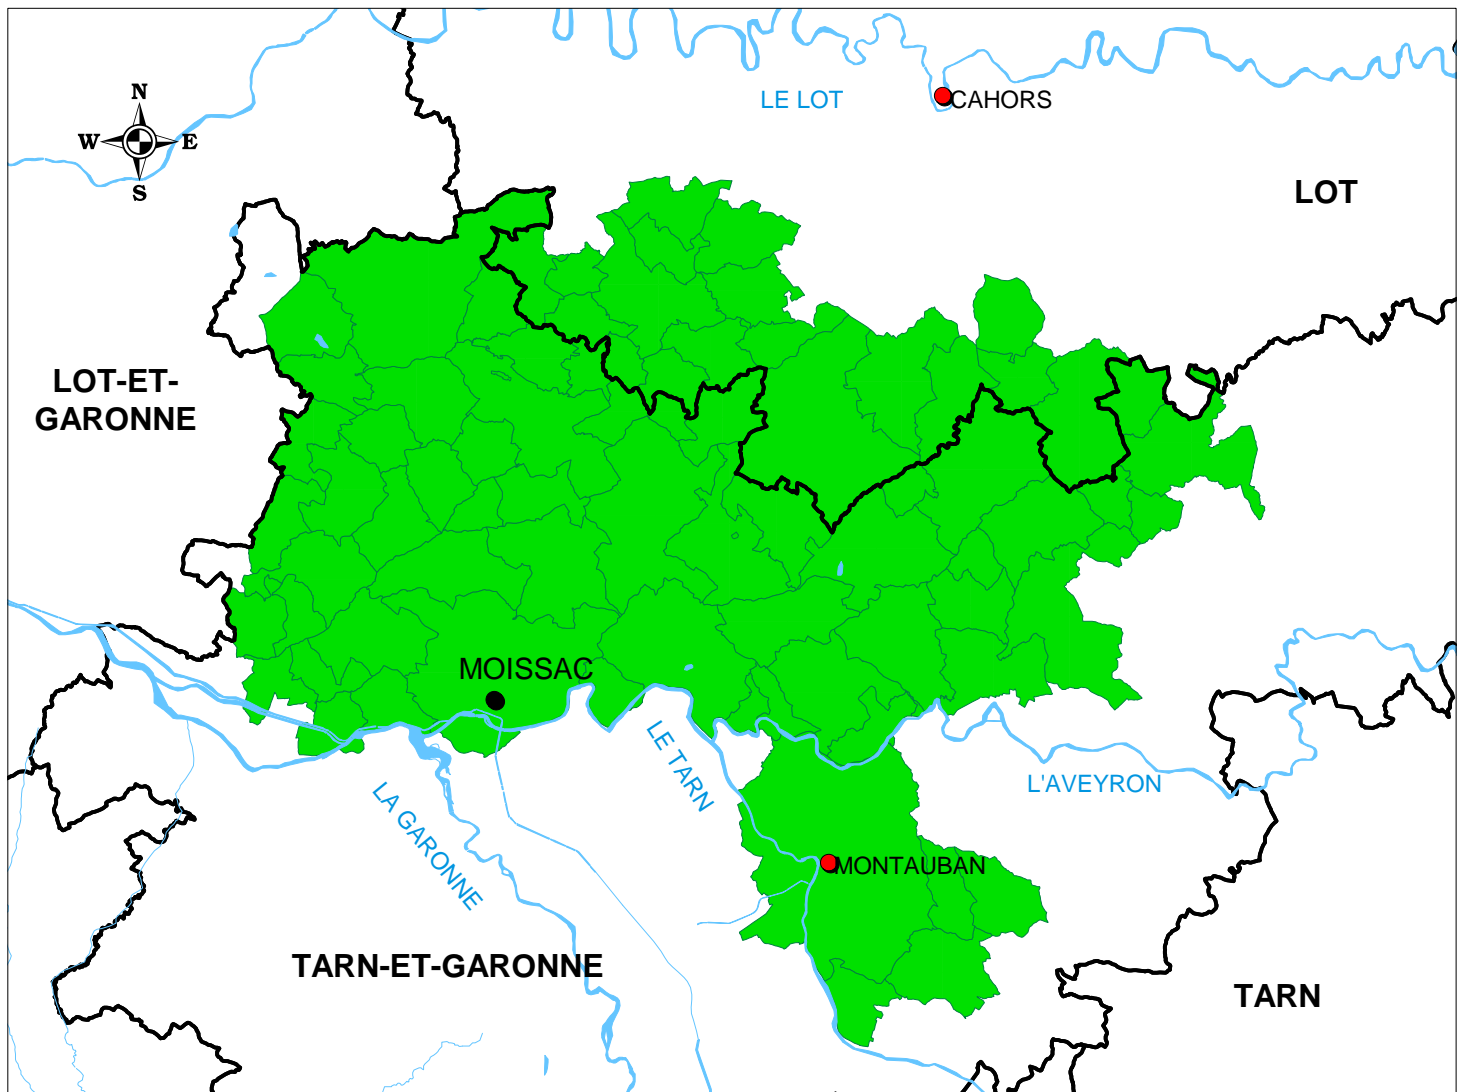 N
W E
S
LE LOT
CAHORS
LOT
LOT-ET-
GARONNE
MOISSAC
LE TARN
L'AVEYRON
LA GARONNE
MONTAUBAN
TARN-ET-GARONNE
TARN